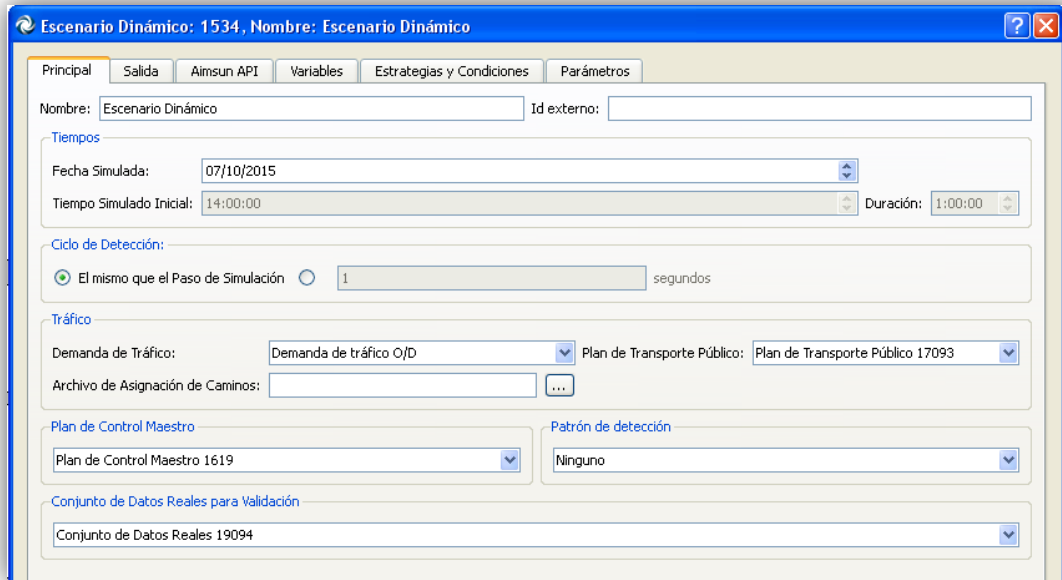 Escenario Dinámico: 1534, Nombre: Escenario Dinámico
Principal Salida Aimsun API Variables Estrategias y Condiciones Parámetros
Nombre: Escenario Dinámico Id externo:
Tiempos
Fecha Simulada: 07/10/2015
Tiempo Simulado Inicial: 14:00:00 Duración: 1:00:00
Ciclo de Detección:
El mismo que el Paso de Simulación 1 segundos
Tráfico
Demanda de Tráfico: Demanda de tráfico O/D Plan de Transporte Público: Plan de Transporte Público 17093
Archivo de Asignación de Caminos: ...
Plan de Control Maestro Patrón de detección
Plan de Control Maestro 1619 Ninguno
Conjunto de Datos Reales para Validación
Conjunto de Datos Reales 19094